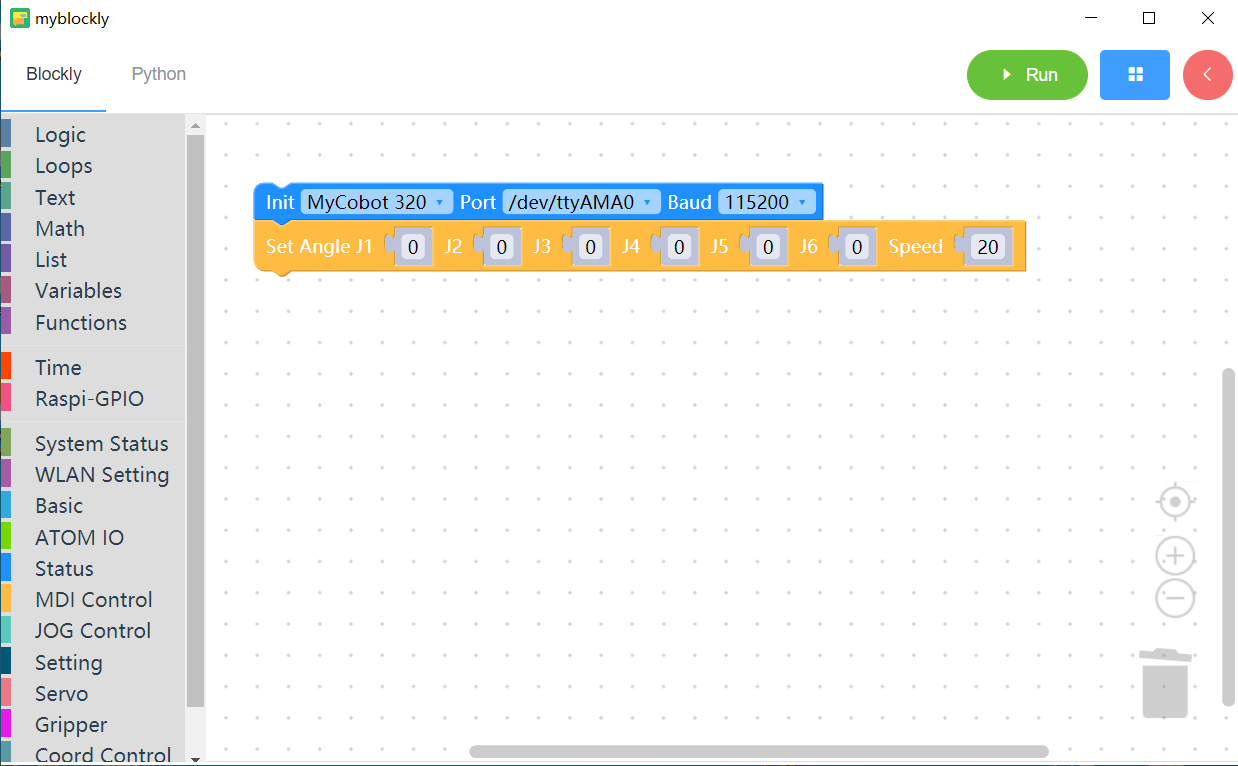 myblockly
Blockly Python Run
Logic
Loops
Text
Math
List
Variables
Functions
Time
Raspi-GPIO
System Status
WLAN Setting
Basic
ATOM IO
Status
MDI Control
JOG Control
Setting
Servo
Gripper
Coord Control
Init MyCobot 320 Port /dev/ttyAMA0 Baud 115200
Set Angle J1 0 J2 0 J3 0 J4 0 J5 0 J6 0 Speed 20